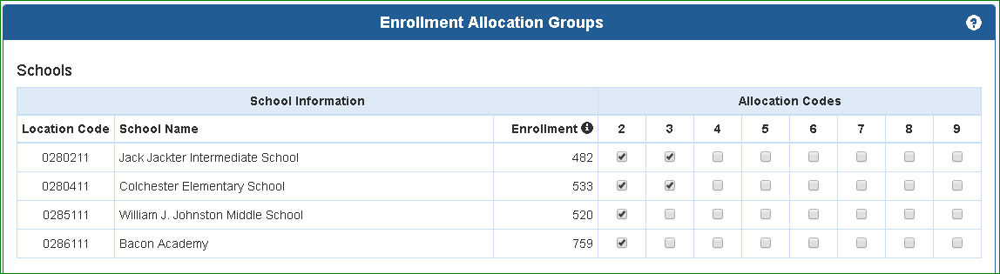 Enrollment Allocation Groups ?
Schools
School Information Allocation Codes
Location Code School Name Enrollment i 2 3 4 5 6 7 8 9
0280211 Jack Jackter Intermediate School 482
0280411 Colchester Elementary School 533
0285111 William J. Johnston Middle School 520
0286111 Bacon Academy 759